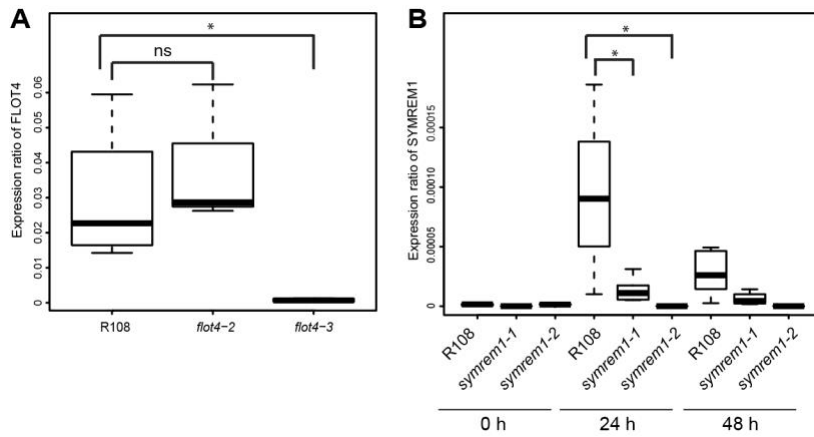 A
*
ns
Expression ratio of FLOT4
0.06
0.05
0.04
0.03
0.02
0.01
0
R108
flot4-2
flot4-3
B
*
*
Expression ratio of SYMREM1
0.00015
0.00010
0.00005
0
R108
symrem1-1
symrem1-2
R108
symrem1-1
symrem1-2
R108
symrem1-1
symrem1-2
0 h
24 h
48 h